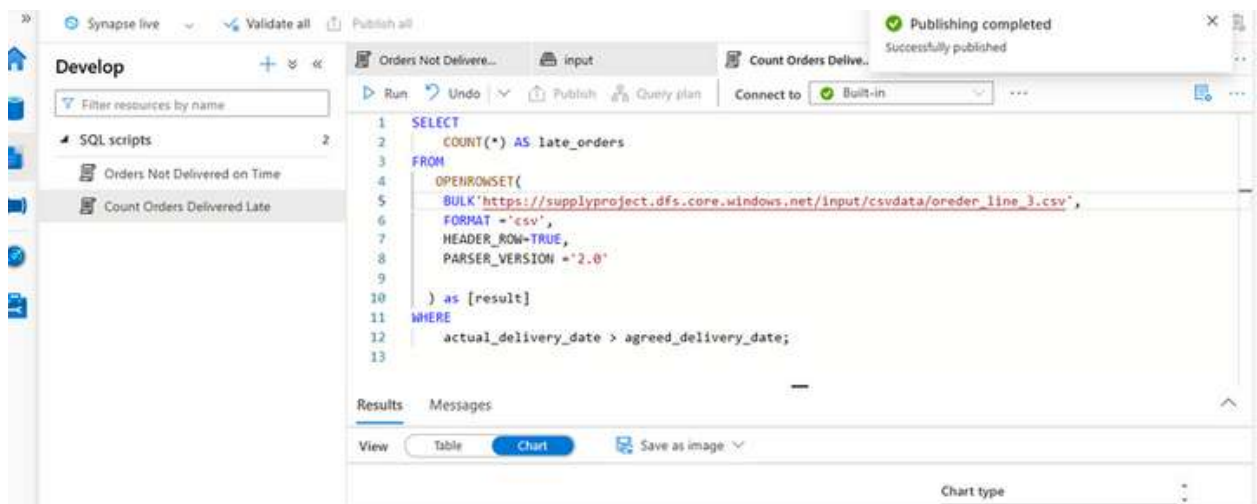 Synapse live
Validate all
Publish all
Publishing completed
Successfully published
Develop
Filter resources by name
SQL scripts 2
Orders Not Delivered on Time
Count Orders Delivered Late
Orders Not Delivere...
input
Count Orders Delive..
Run Undo Publish Query plan Connect to Built-in
1 SELECT
2 COUNT(*) AS late_orders
3 FROM
4 OPENROWSET(
5 BULK'https://supplyproject.dfs.core.windows.net/input/csvdata/oreder_line_3.csv',
6 FORMAT ='csv',
7 HEADER_ROW=TRUE,
8 PARSER_VERSION ='2.0'
9
10 ) as [result]
11 WHERE
12 actual_delivery_date > agreed_delivery_date;
13
Results Messages
View Table Chart Save as image
Chart type